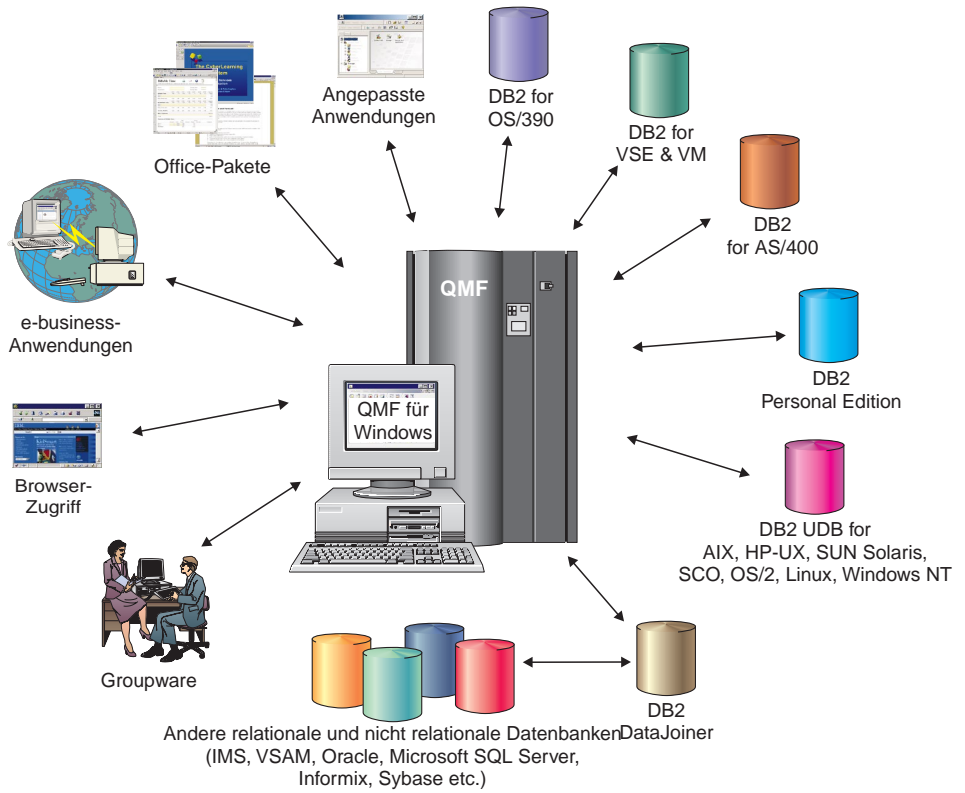 Angepasste
Anwendungen
DB2 for
OS/390
DB2 for
VSE & VM
Office-Pakete
DB2
for AS/400
QMF
e-business-
Anwendungen
DB2
Personal Edition
QMF für
Windows
Browser-
Zugriff
DB2 UDB for
AIX, HP-UX, SUN Solaris,
SCO, OS/2, Linux, Windows NT
Groupware
DB2
DataJoiner
Andere relationale und nicht relationale Datenbanken
(IMS, VSAM, Oracle, Microsoft SQL Server,
Informix, Sybase etc.)